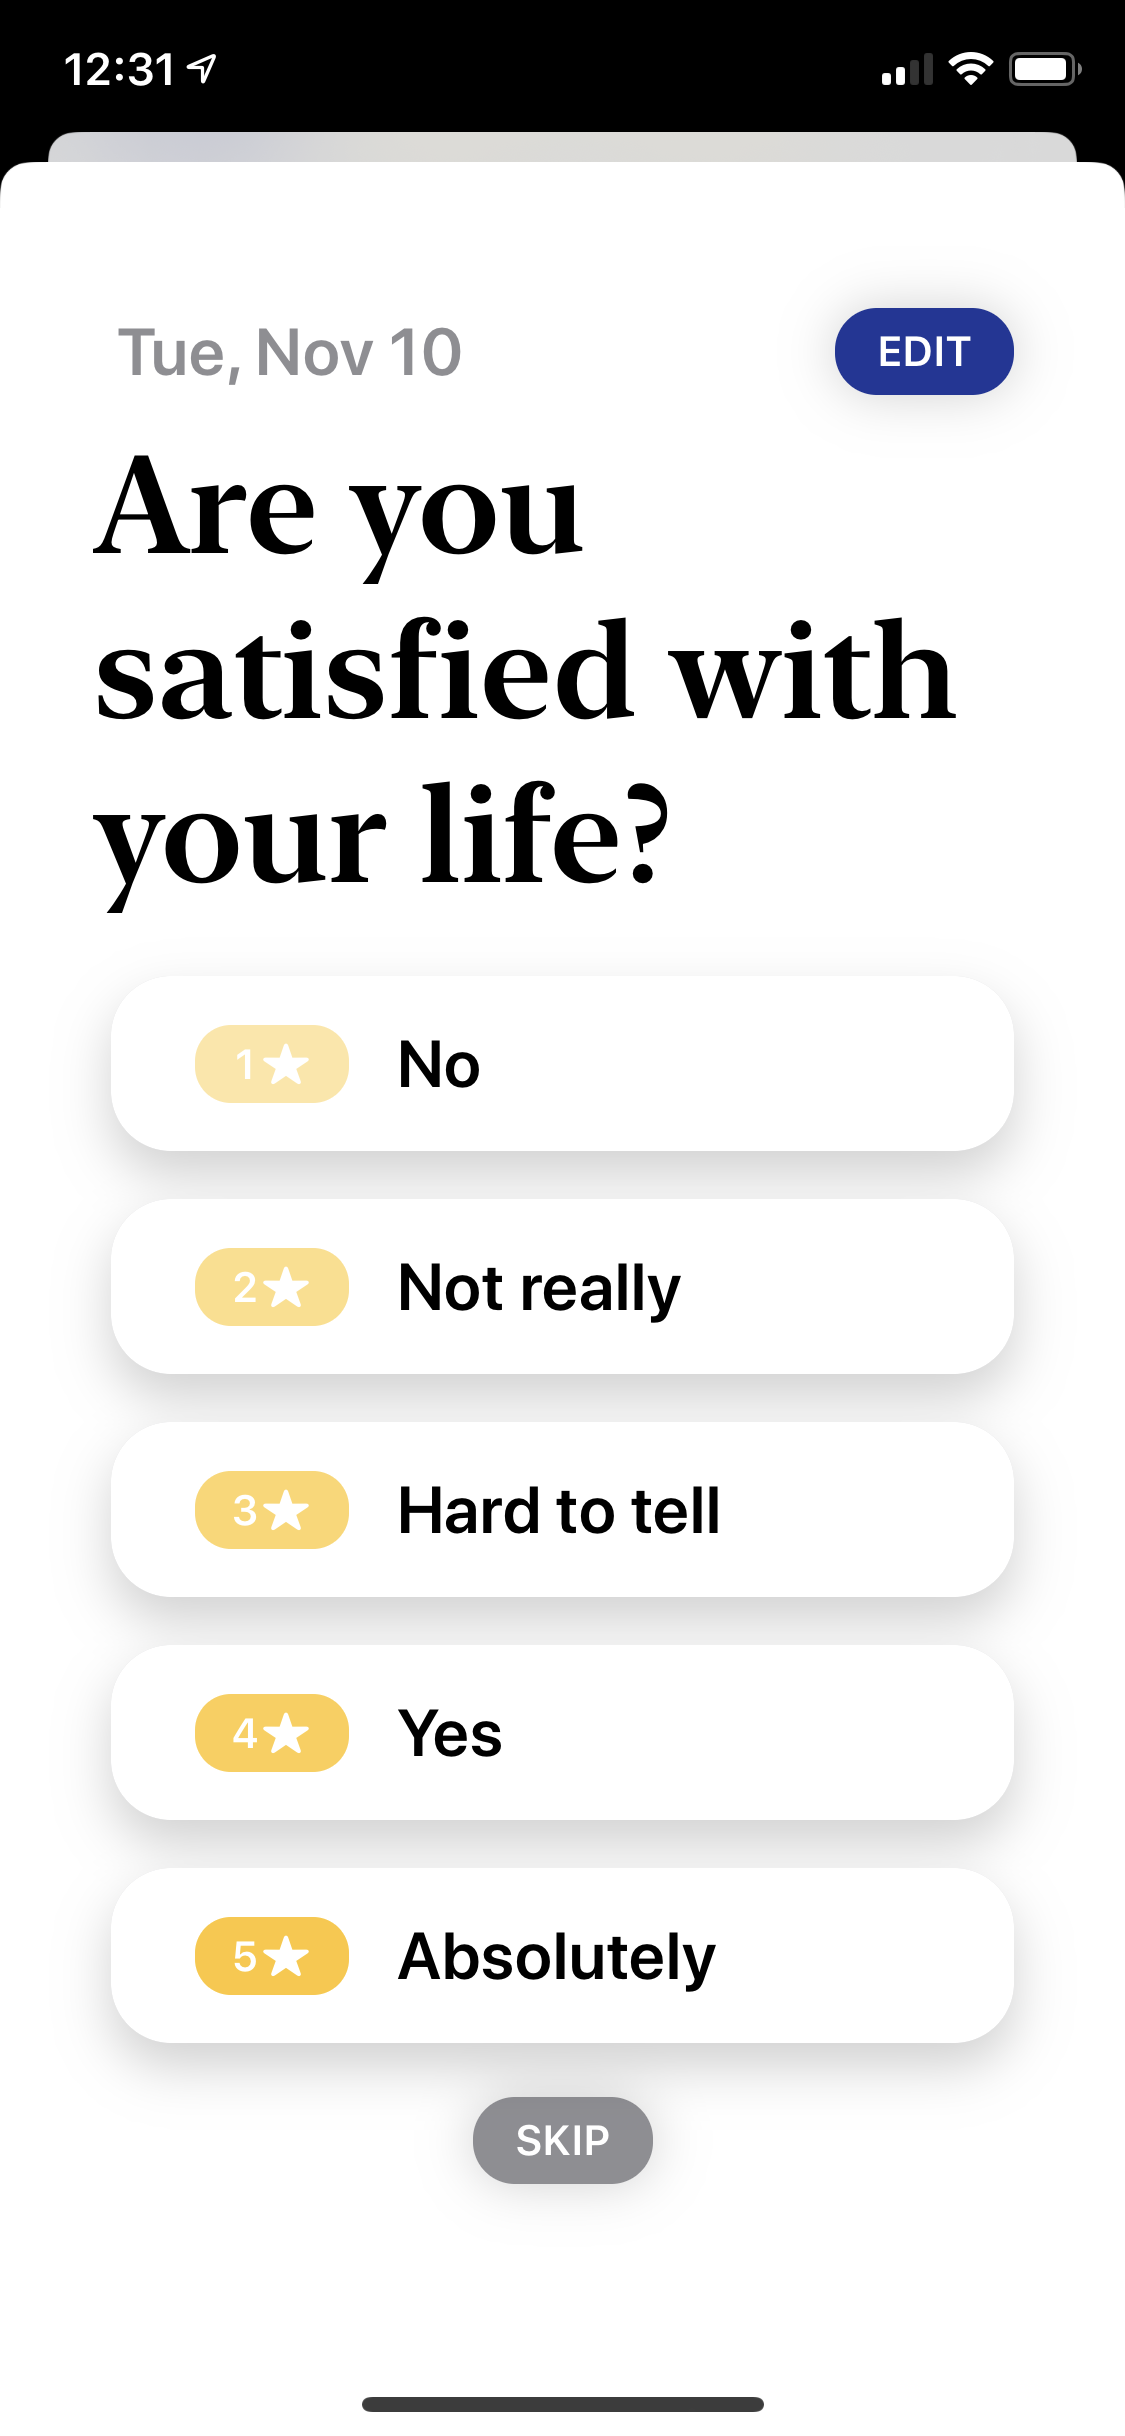 12:31
Tue, Nov 10
EDIT
Are you
satisfied with
your life?
1★ No
2★ Not really
3★ Hard to tell
4★ Yes
5★ Absolutely
SKIP